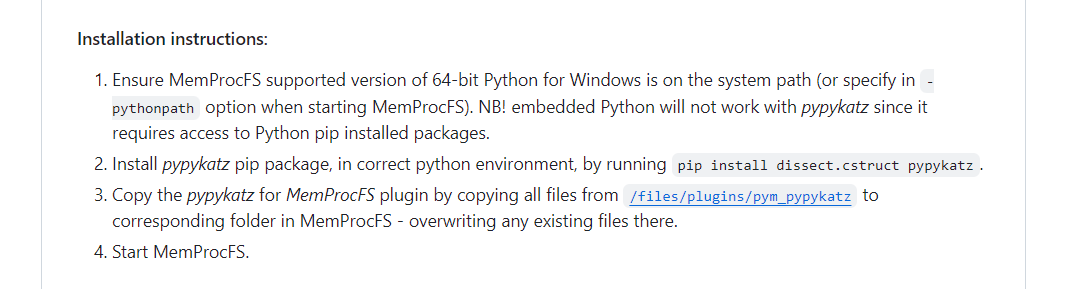 Installation instructions:
1. Ensure MemProcFS supported version of 64-bit Python for Windows is on the system path (or specify in -
pythonpath option when starting MemProcFS). NB! embedded Python will not work with pypykatz since it
requires access to Python pip installed packages.
2. Install pypykatz pip package, in correct python environment, by running pip install dissect.cstruct pypykatz .
3. Copy the pypykatz for MemProcFS plugin by copying all files from /files/plugins/pym_pypykatz to
corresponding folder in MemProcFS - overwriting any existing files there.
4. Start MemProcFS.